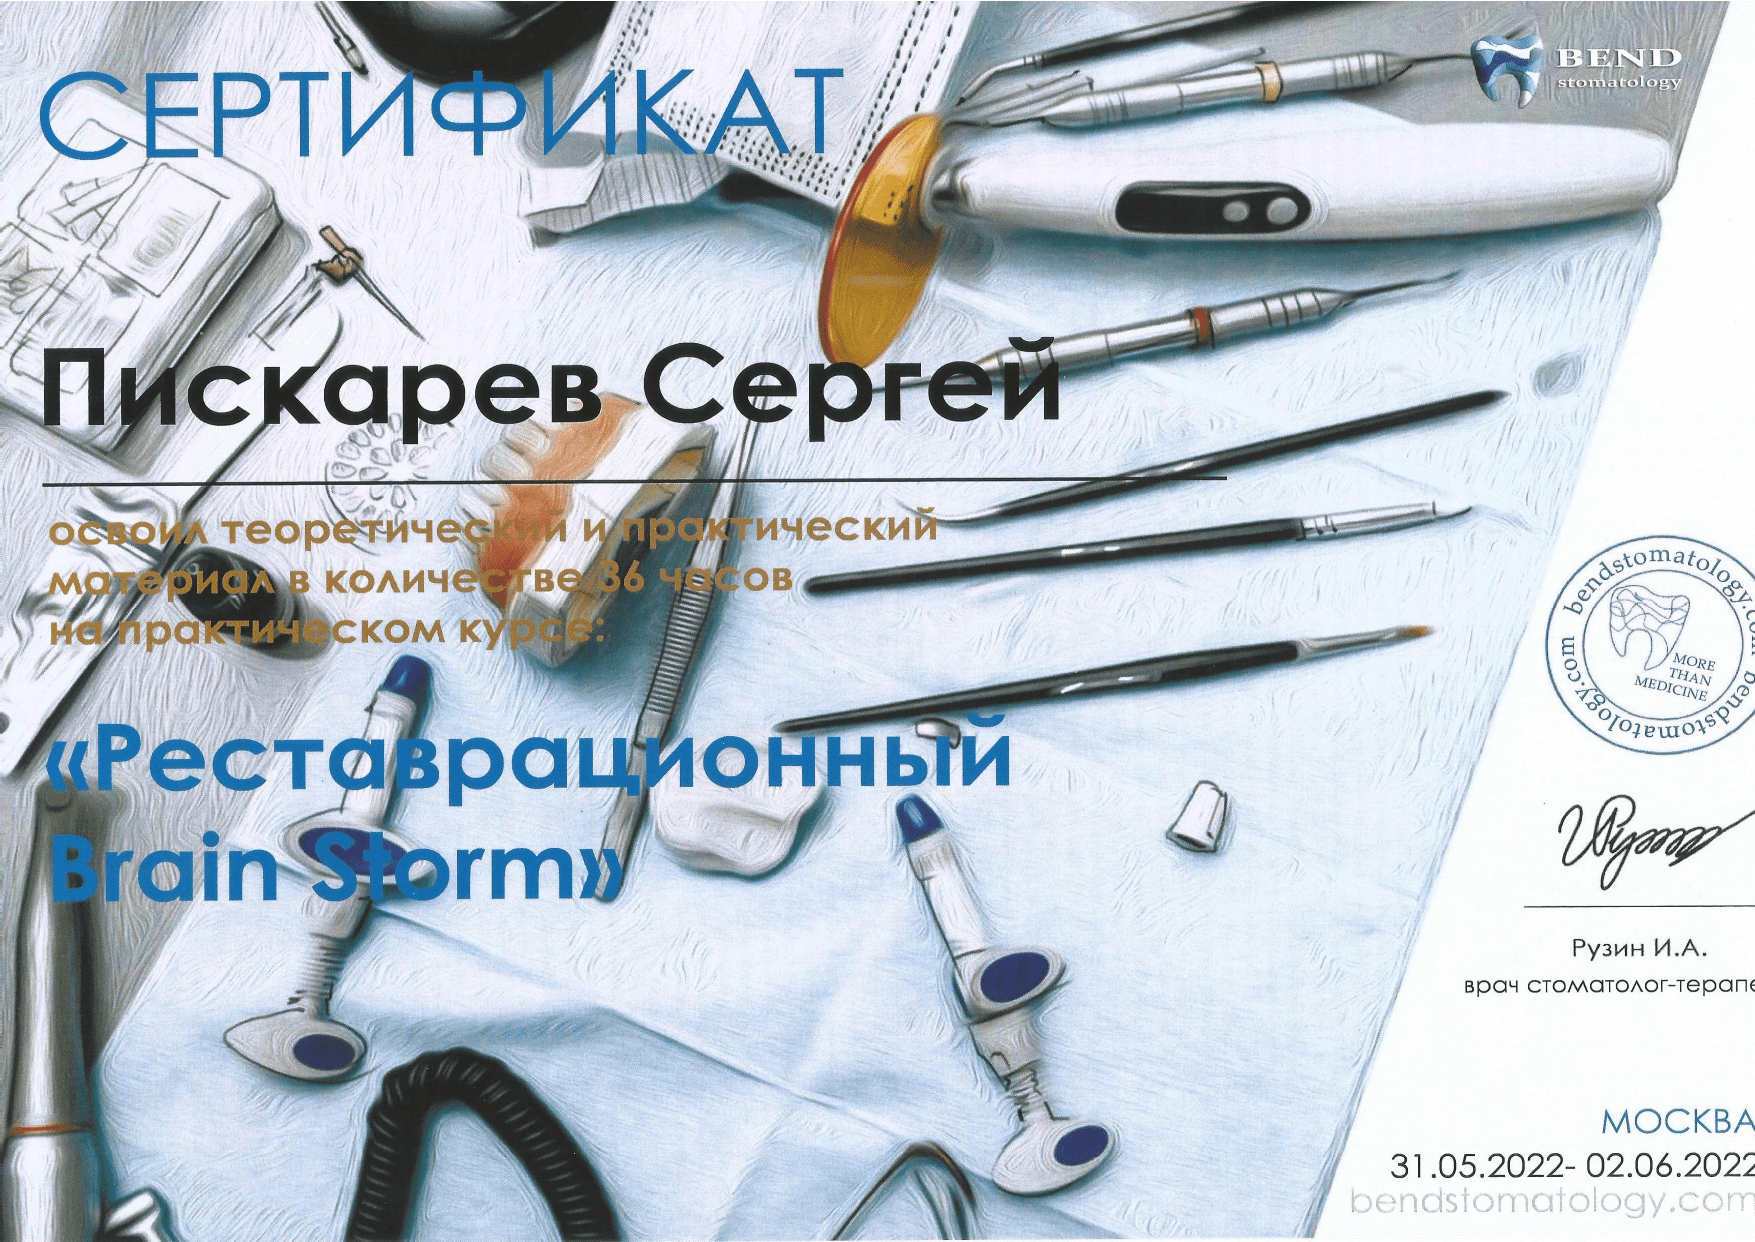 СЕРТИФИКАТ
BEND
stomatology
Пискарев Сергей
освоил теоретический и практический
материал в количестве 36 часов
на практическом курсе:
«Реставрационный
Brain Storm»
bendstomatology.com bendstomatology.com
MORE
THAN
MEDICINE
Рузин И.А.
врач стоматолог-терапе
МОСКВА
31.05.2022- 02.06.2022
bendstomatology.com